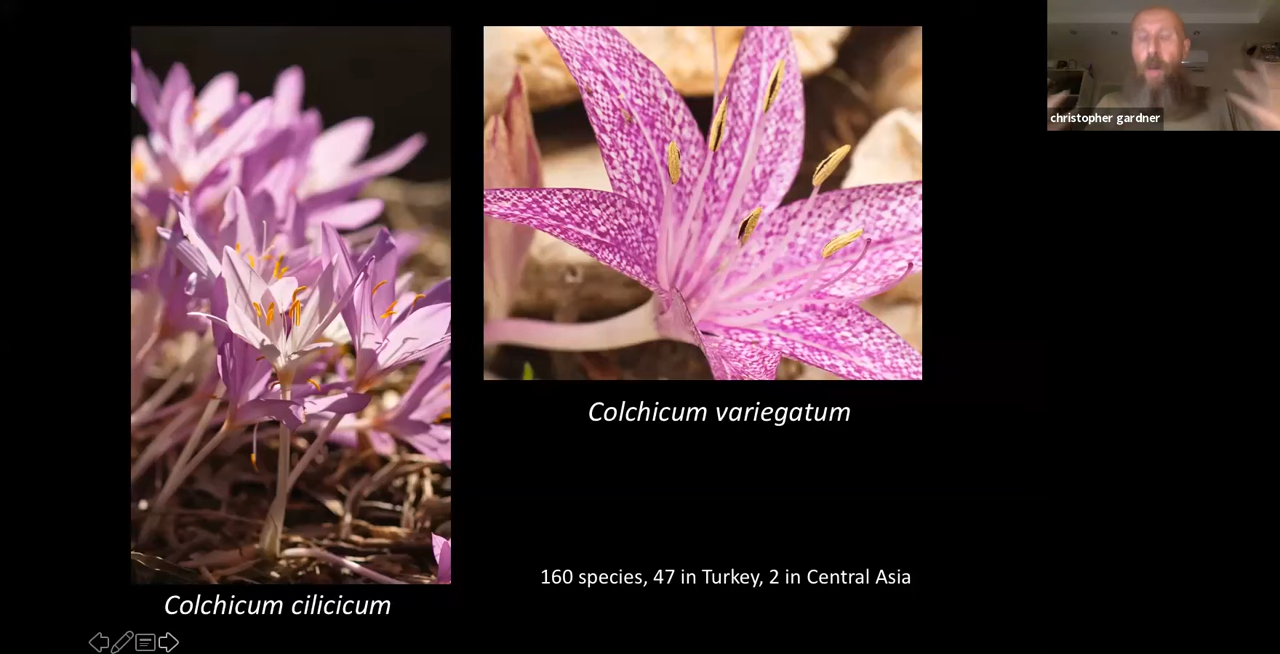 christopher gardner
Colchicum variegatum
160 species, 47 in Turkey, 2 in Central Asia
Colchicum cilicicum